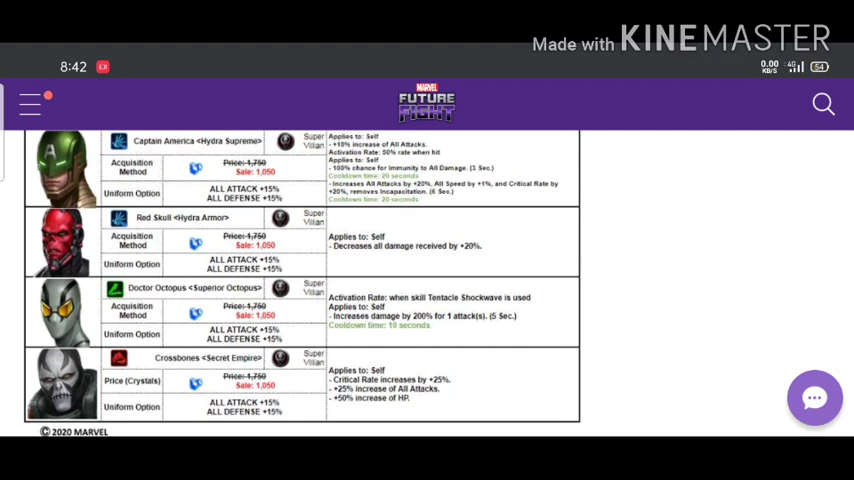 Made with KINEMASTER
8:42
0.00
KB/S
4G
54
MARVEL
FUTURE
FIGHT
Captain America <Hydra Supreme>
Super
Villian
Acquisition
Method
Price: 1,750
Sale: 1,050
Uniform Option
ALL ATTACK +15%
ALL DEFENSE +15%
Applies to: Self
- +10% increase of All Attacks.
Activation Rate: 50% rate when hit
Applies to: Self
- 100% chance for Immunity to All Damage. (3 Sec.)
Cooldown time: 20 seconds
- Increases All Attacks by +20%, All Speed by +1%, and Critical Rate by
+20%, removes Incapacitation. (6 Sec.)
Cooldown time: 20 seconds
Red Skull <Hydra Armor>
Super
Villian
Acquisition
Method
Price: 1,750
Sale: 1,050
Uniform Option
ALL ATTACK +15%
ALL DEFENSE +15%
Applies to: Self
- Decreases all damage received by +20%.
Doctor Octopus <Superior Octopus>
Super
Villian
Acquisition
Method
Price: 1,750
Sale: 1,050
Uniform Option
ALL ATTACK +15%
ALL DEFENSE +15%
Activation Rate: when skill Tentacle Shockwave is used
Applies to: Self
- Increases damage by 200% for 1 attack(s). (5 Sec.)
Cooldown time: 10 seconds
Crossbones <Secret Empire>
Super
Villian
Price (Crystals)
Price: 1,750
Sale: 1,050
Uniform Option
ALL ATTACK +15%
ALL DEFENSE +15%
Applies to: Self
- Critical Rate increases by +25%.
- +25% increase of All Attacks.
- +50% increase of HP.
© 2020 MARVEL